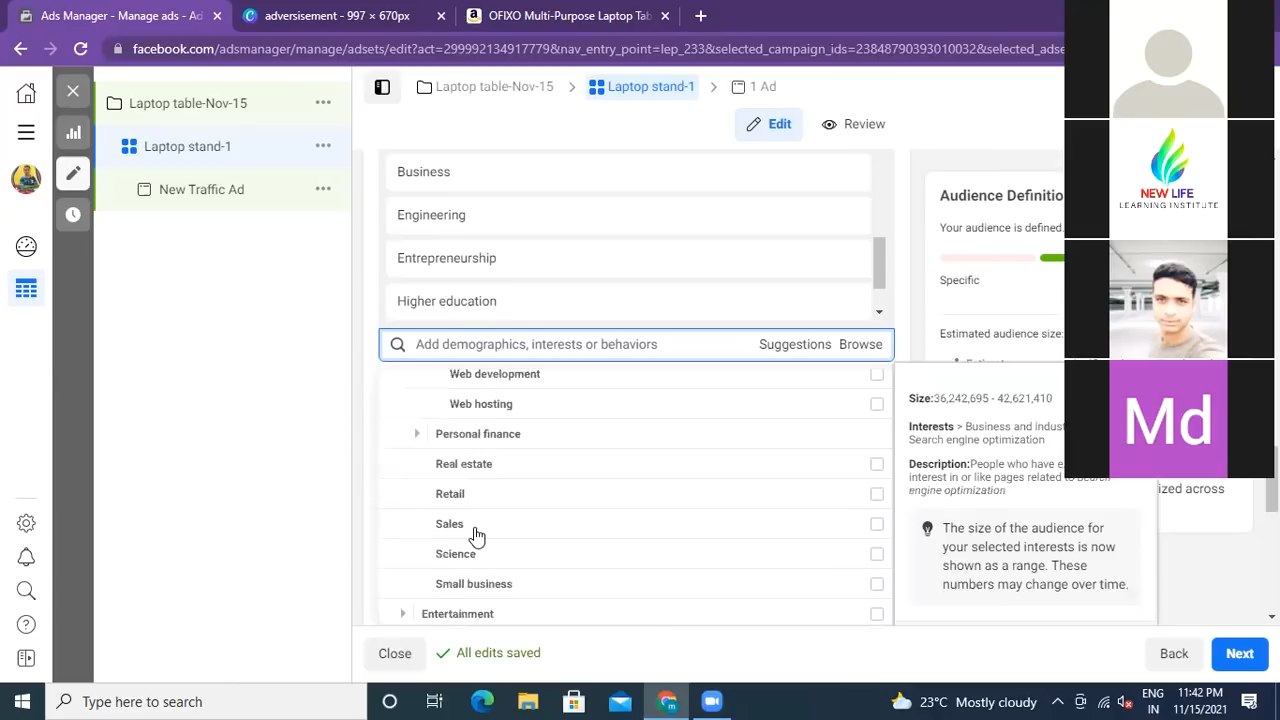 Ads Manager - Manage ads - Ad
advertisement - 997 × 670px
OFIXO Multi-Purpose Laptop Tabl
facebook.com/adsmanager/manage/adsets/edit?act=299992134917779&nav_entry_point=lep_233&selected_campaign_ids=23848790393010032&selected_adse
Laptop table-Nov-15
Laptop stand-1
New Traffic Ad
Laptop table-Nov-15
Laptop stand-1
1 Ad
Edit
Review
Business
Engineering
Entrepreneurship
Higher education
Add demographics, interests or behaviors
Suggestions
Browse
Web development
Web hosting
Personal finance
Real estate
Retail
Sales
Science
Small business
Entertainment
Audience Definitio
Your audience is defined.
Specific
Estimated audience size:
Size:36,242,695 - 42,621,410
Interests > Business and indust
Search engine optimization
Description:People who have e
interest in or like pages related to Search
engine optimization
The size of the audience for
your selected interests is now
shown as a range. These
numbers may change over time.
ized across
NEW LIFE
LEARNING INSTITUTE
Md
Close
All edits saved
Back
Next
Type here to search
23°C Mostly cloudy
ENG
IN
11:42 PM
11/15/2021